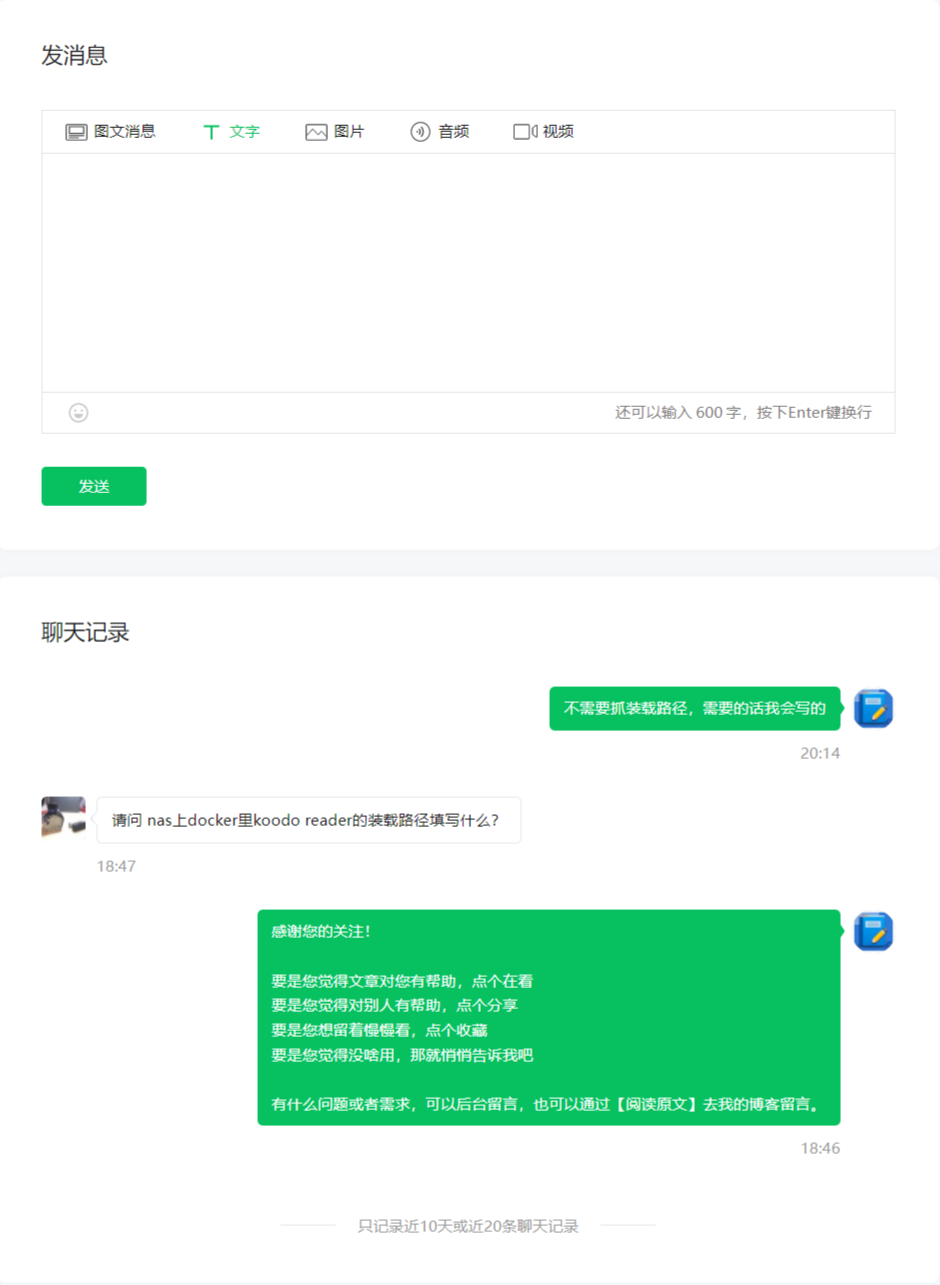 发消息
图文消息 文字 图片 音频 视频
还可以输入 600 字，按下Enter键换行
发送
聊天记录
不需要抓装载路径，需要的话我会写的
20:14
请问 nas上docker里koodo reader的装载路径填写什么？
18:47
感谢您的关注！
要是您觉得文章对您有帮助，点个在看
要是您觉得对别人有帮助，点个分享
要是您想留着慢慢看，点个收藏
要是您觉得没啥用，那就悄悄告诉我吧
有什么问题或者需求，可以后台留言，也可以通过【阅读原文】去我的博客留言。
18:46
只记录近10天或近20条聊天记录